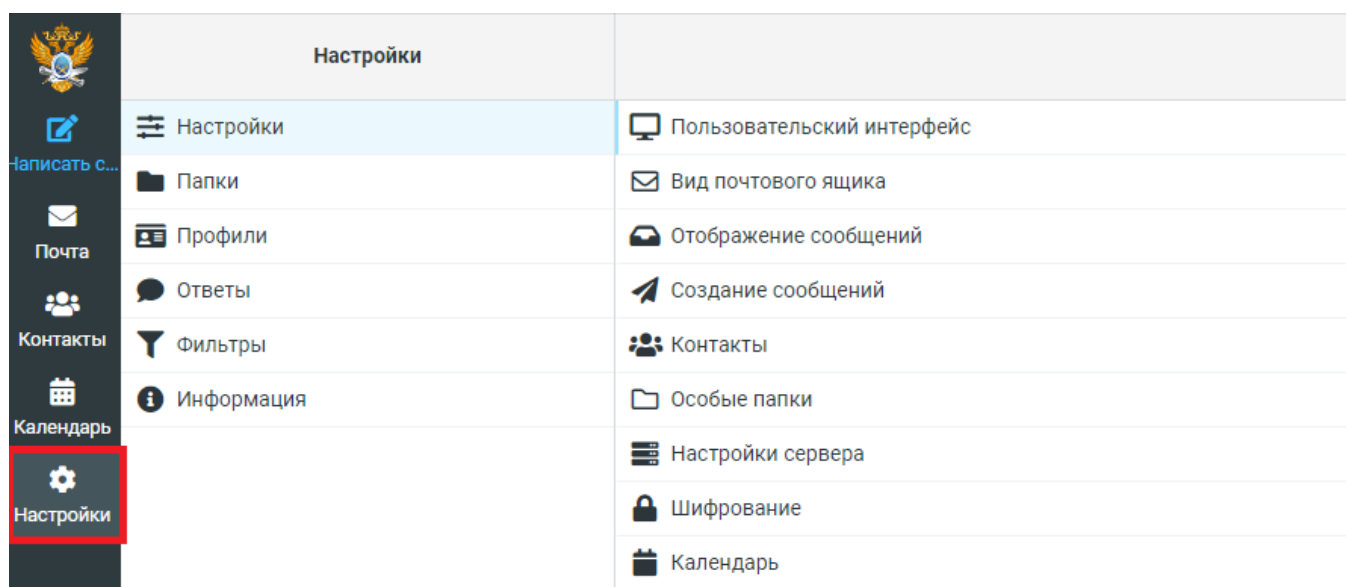 Настройки
Написать с...
Почта
Контакты
Календарь
Настройки
Настройки
Папки
Профили
Ответы
Фильтры
Информация
Пользовательский интерфейс
Вид почтового ящика
Отображение сообщений
Создание сообщений
Контакты
Особые папки
Настройки сервера
Шифрование
Календарь